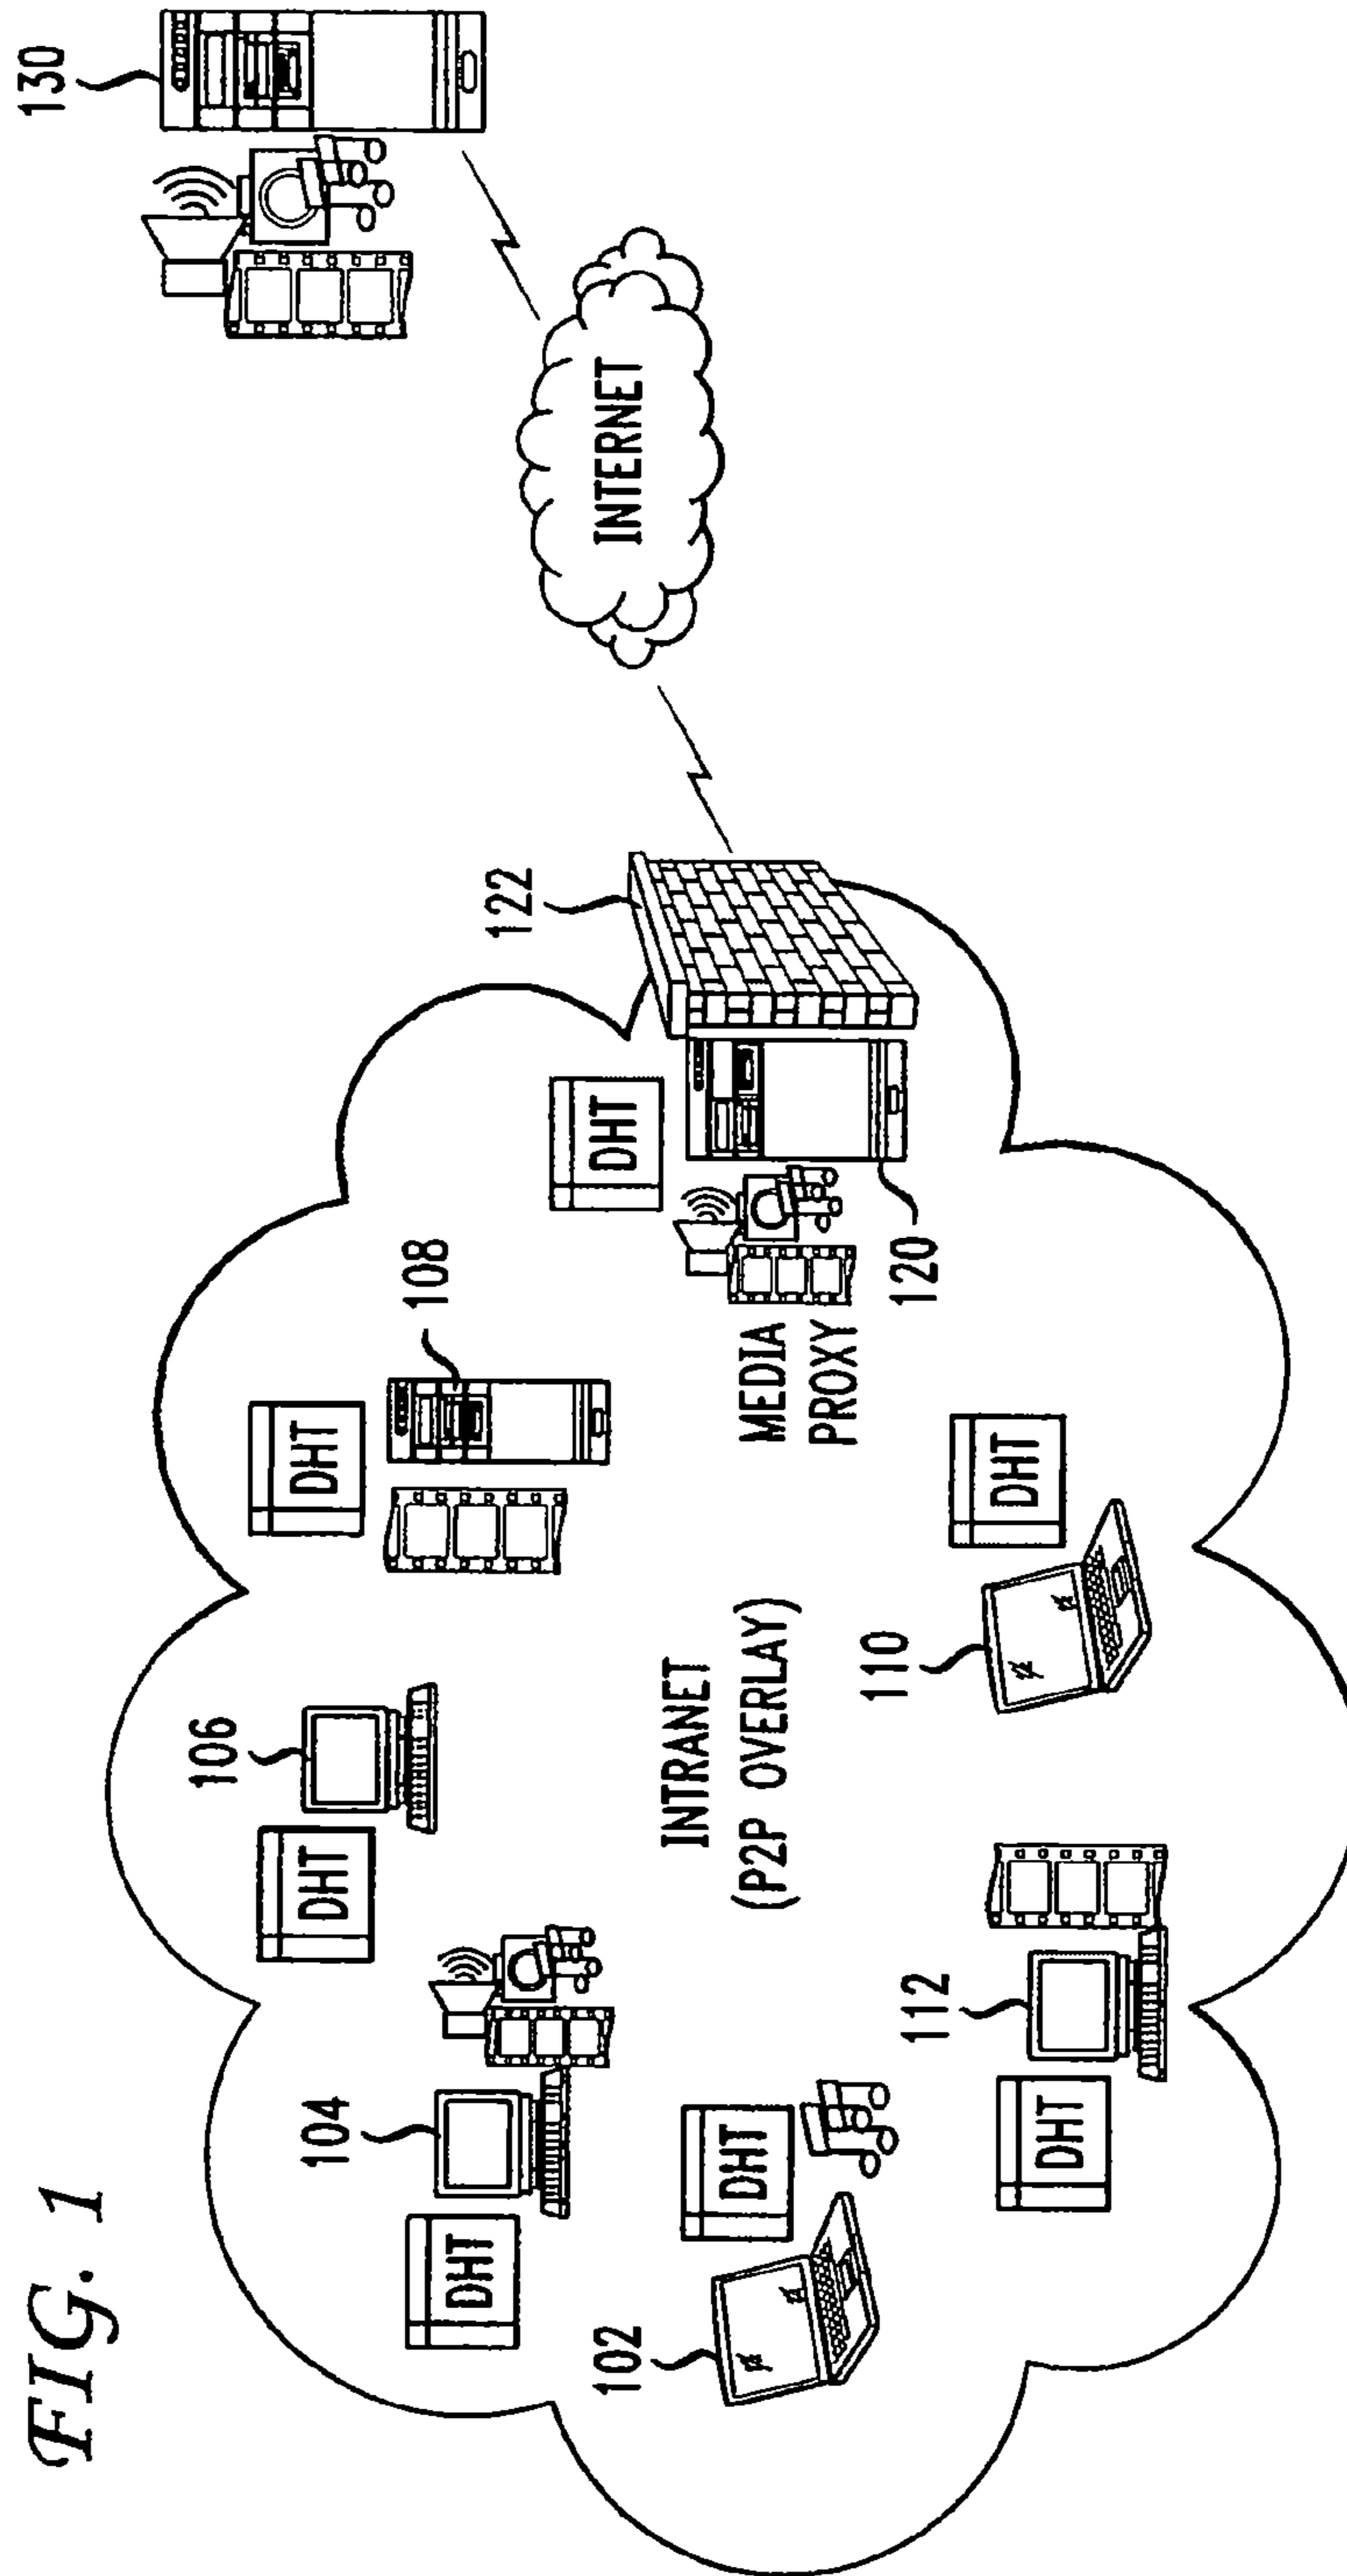 FIG. 1
130
INTERNET
122
DHT
108
DHT
MEDIA
PROXY
120
106
DHT
104
DHT
INTRANET
(P2P OVERLAY)
DHT
110
102
DHT
112
DHT